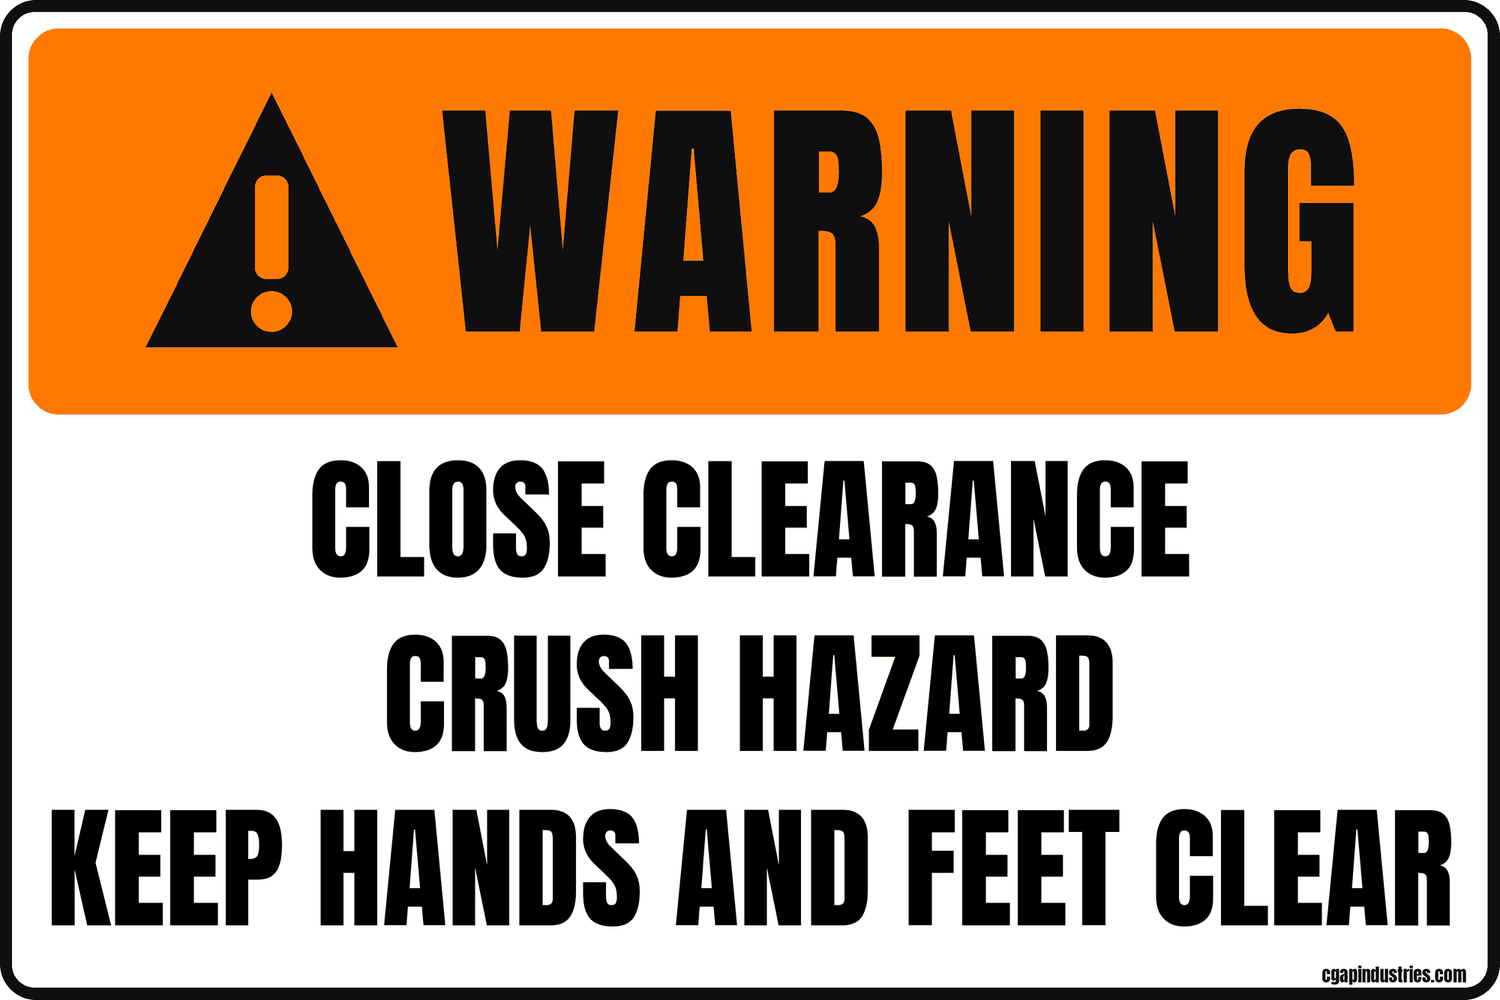 WARNING
CLOSE CLEARANCE
CRUSH HAZARD
KEEP HANDS AND FEET CLEAR
cgapindustries.com